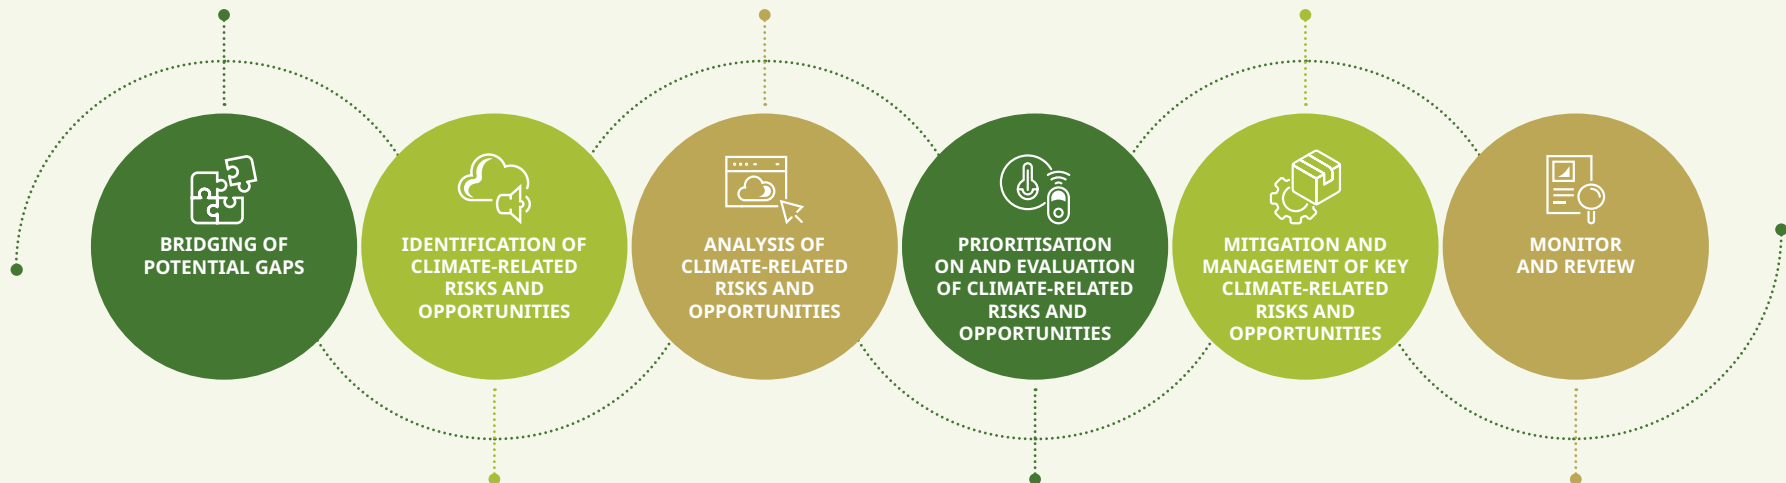 BRIDGING OF
POTENTIAL GAPS
IDENTIFICATION OF
CLIMATE-RELATED
RISKS AND
OPPORTUNITIES
ANALYSIS OF
CLIMATE-RELATED
RISKS AND
OPPORTUNITIES
PRIORITISATION
ON AND EVALUATION
OF CLIMATE-RELATED
RISKS AND
OPPORTUNITIES
MITIGATION AND
MANAGEMENT OF KEY
CLIMATE-RELATED
RISKS AND
OPPORTUNITIES
MONITOR
AND REVIEW